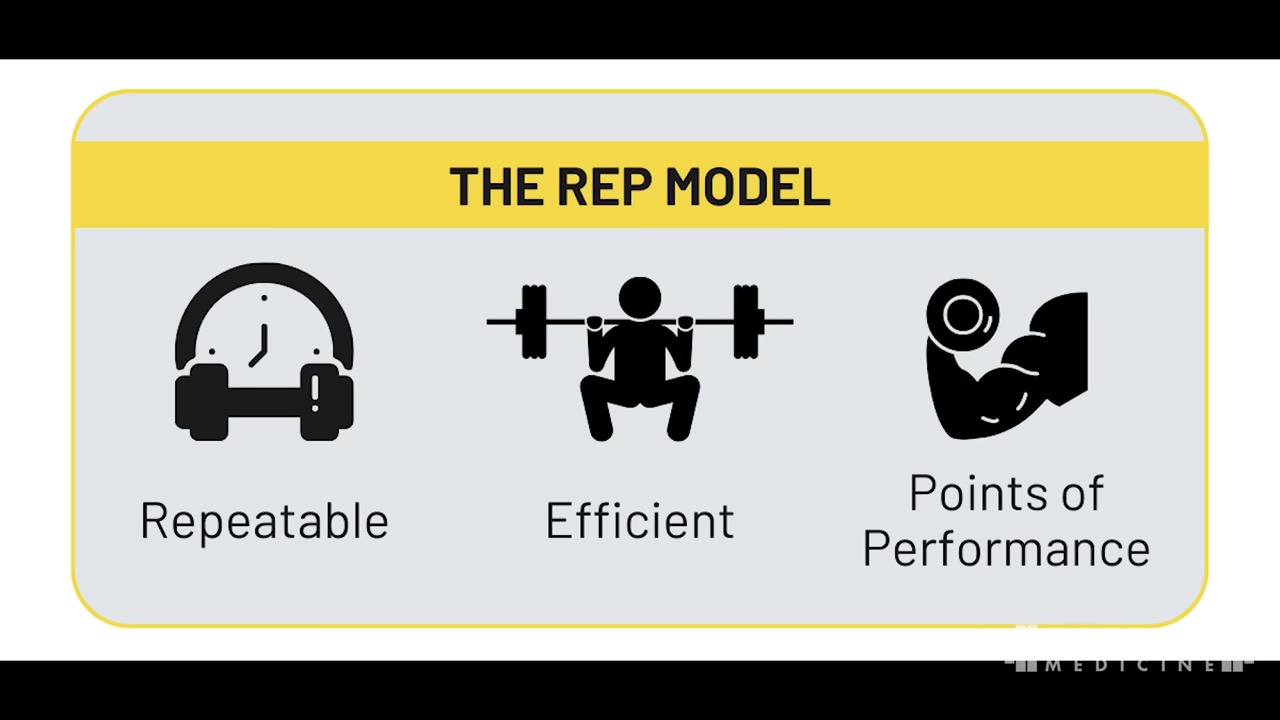 THE REP MODEL
Repeatable
Efficient
Points of
Performance
MEDICINE